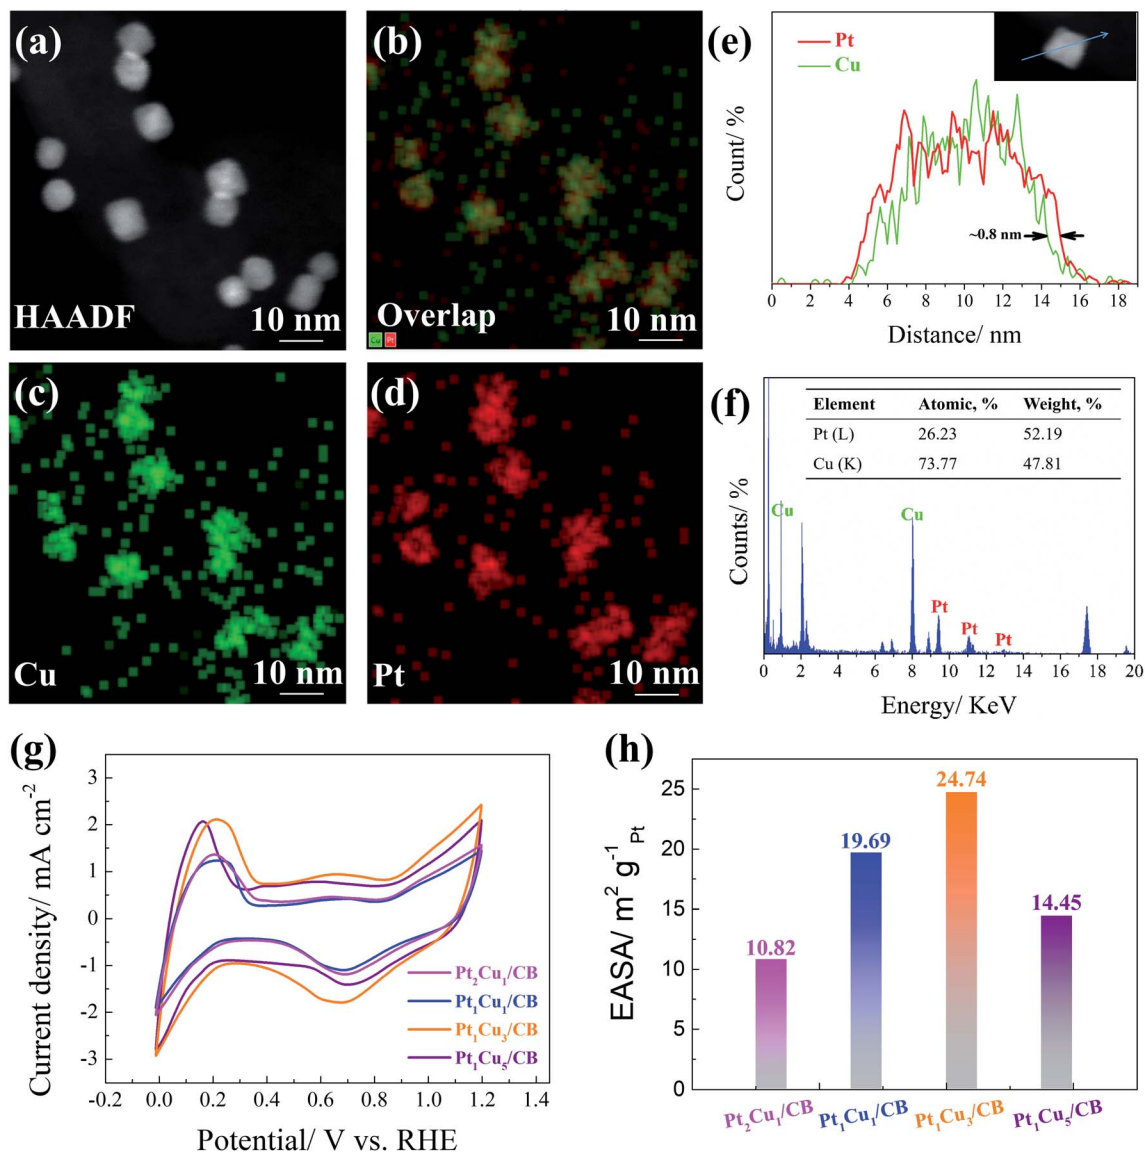 (a)
HAADF
10 nm
(b)
Overlap
10 nm
Cu Pt
(c)
Cu
10 nm
(d)
Pt
10 nm
(e)
Pt
Cu
Count/ %
~0.8 nm
0 2 4 6 8 10 12 14 16 18
Distance/ nm
(f)
Element Atomic, % Weight, %
Pt (L) 26.23 52.19
Cu (K) 73.77 47.81
Cu
Cu
Pt
Pt
Pt
Counts/ %
0 2 4 6 8 10 12 14 16 18 20
Energy/ KeV
(g)
Current density/ mA cm⁻²
3
2
1
0
-1
-2
-3
Pt₂Cu₁/CB
Pt₁Cu₁/CB
Pt₁Cu₃/CB
Pt₁Cu₅/CB
-0.2 0.0 0.2 0.4 0.6 0.8 1.0 1.2 1.4
Potential/ V vs. RHE
(h)
EASA/ m² g⁻¹Pt
25
20
15
10
5
0
10.82
19.69
24.74
14.45
Pt₂Cu₁/CB
Pt₁Cu₁/CB
Pt₁Cu₃/CB
Pt₁Cu₅/CB